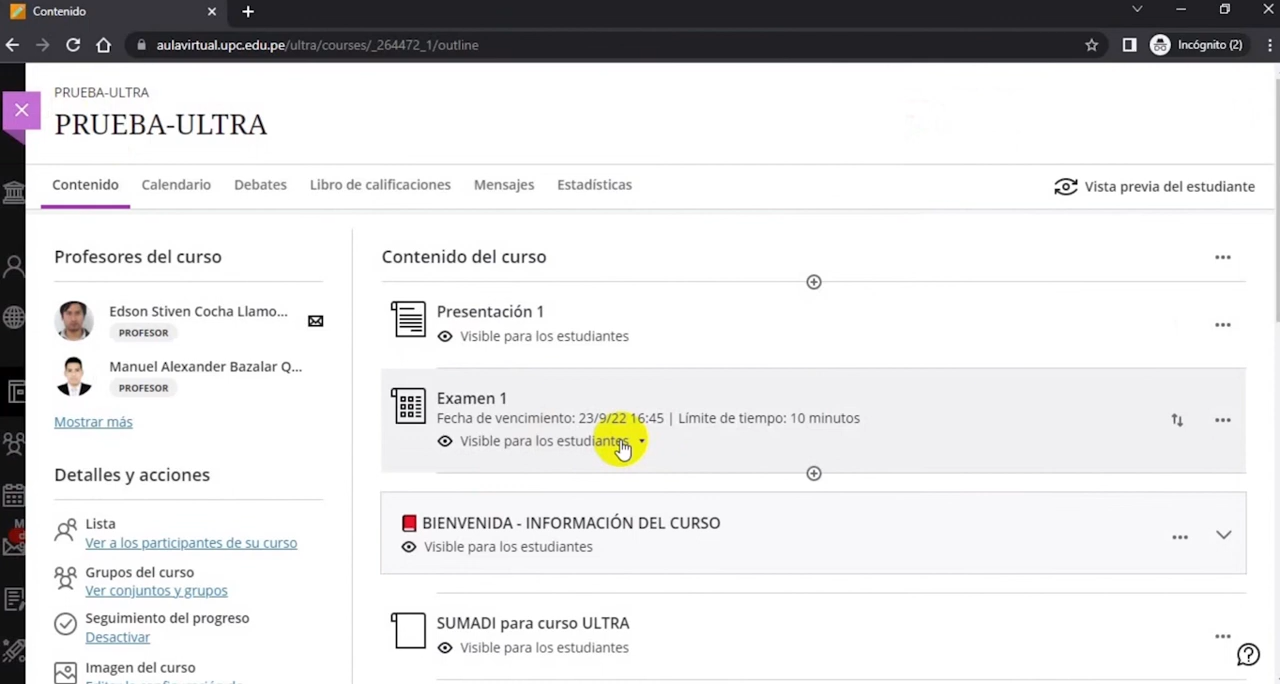 Contenido
aulavirtual.upc.edu.pe/ultra/courses/_264472_1/outline
Incógnito (2)
PRUEBA-ULTRA
PRUEBA-ULTRA
Contenido
Calendario
Debates
Libro de calificaciones
Mensajes
Estadísticas
Vista previa del estudiante
Profesores del curso
Edson Stiven Cocha Llamo...
PROFESOR
Manuel Alexander Bazalar Q...
PROFESOR
Mostrar más
Detalles y acciones
Lista
Ver a los participantes de su curso
Grupos del curso
Ver conjuntos y grupos
Seguimiento del progreso
Desactivar
Imagen del curso
Contenido del curso
Presentación 1
Visible para los estudiantes
Examen 1
Fecha de vencimiento: 23/9/22 16:45 | Límite de tiempo: 10 minutos
Visible para los estudiantes
BIENVENIDA - INFORMACIÓN DEL CURSO
Visible para los estudiantes
SUMADI para curso ULTRA
Visible para los estudiantes